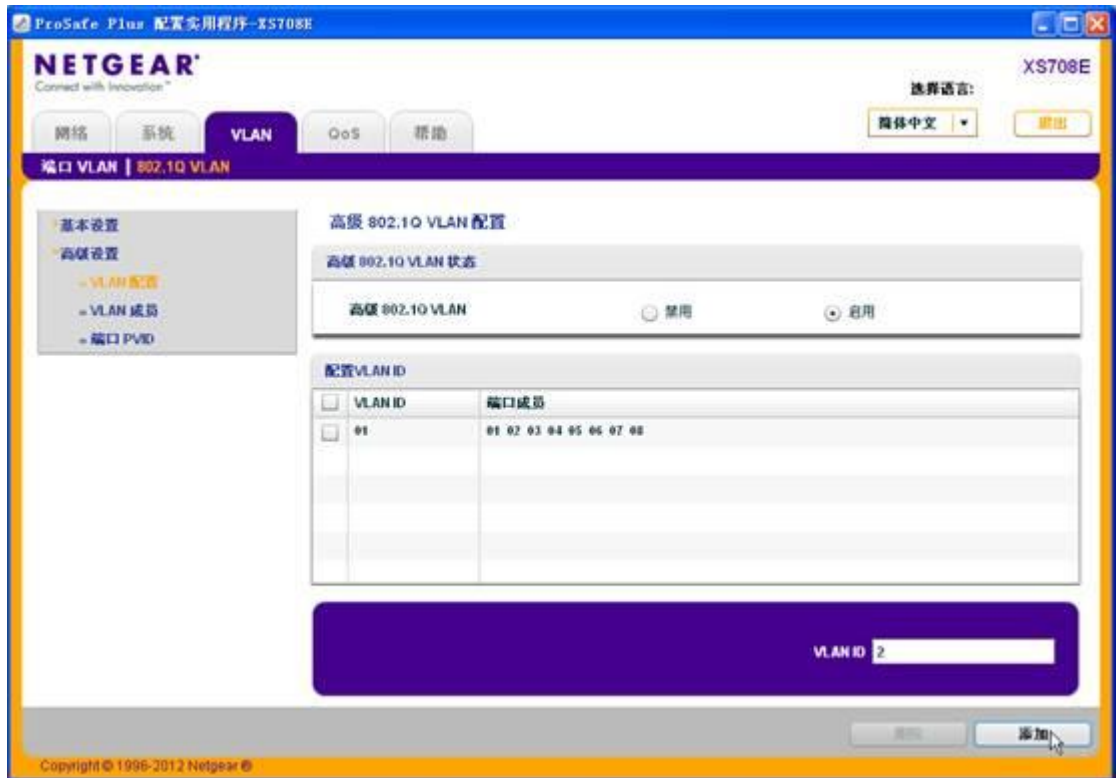 ProSafe Plus 配置实用程序-XS708E
NETGEAR®
Connect with Innovation™
XS708E
选择语言:
简体中文
退出
网络
系统
VLAN
QoS
帮助
端口 VLAN | 802.1Q VLAN
基本设置
高级设置
VLAN 配置
VLAN 成员
端口 PVID
高级 802.1Q VLAN 配置
高级 802.1Q VLAN 状态
高级 802.1Q VLAN
禁用
启用
配置VLAN ID
VLAN ID
端口成员
01
01 02 03 04 05 06 07 08
VLAN ID 2
删除
添加
Copyright © 1996-2012 Netgear ®